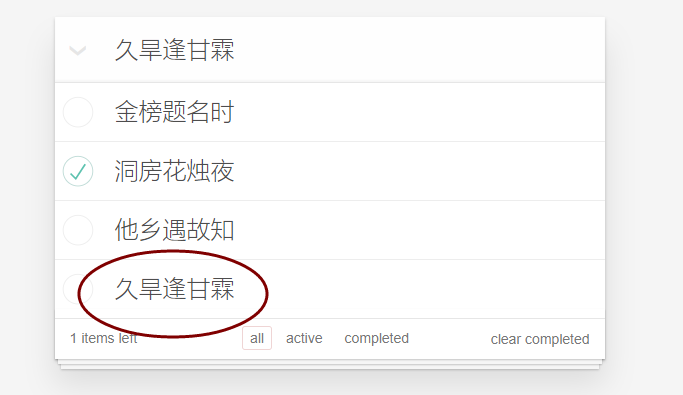 久旱逢甘霖
金榜题名时
洞房花烛夜
他乡遇故知
久旱逢甘霖
1 items left all active completed clear completed